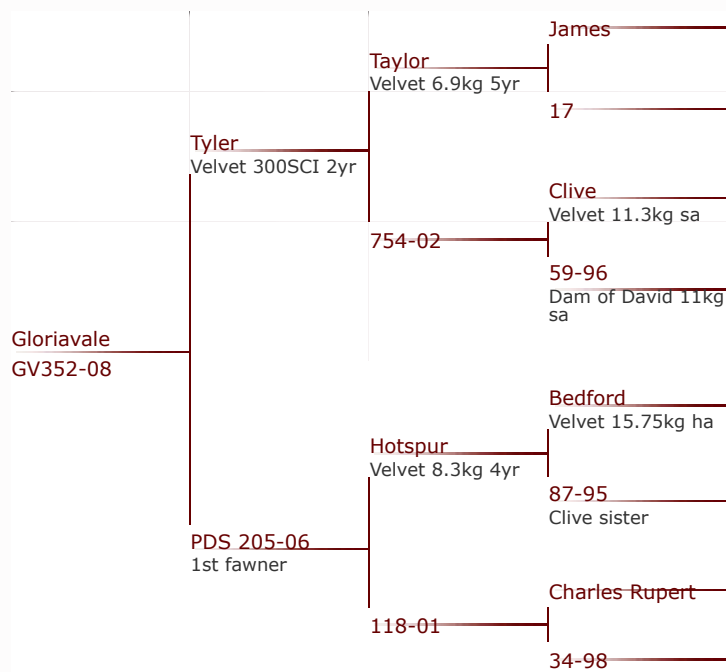 James
Taylor
Velvet 6.9kg 5yr
17
Tyler
Velvet 300SCI 2yr
Clive
Velvet 11.3kg sa
754-02
59-96
Dam of David 11kg
sa
Gloriavale
GV352-08
Bedford
Velvet 15.75kg ha
Hotspur
Velvet 8.3kg 4yr
87-95
Clive sister
PDS 205-06
1st fawner
Charles Rupert
118-01
34-98